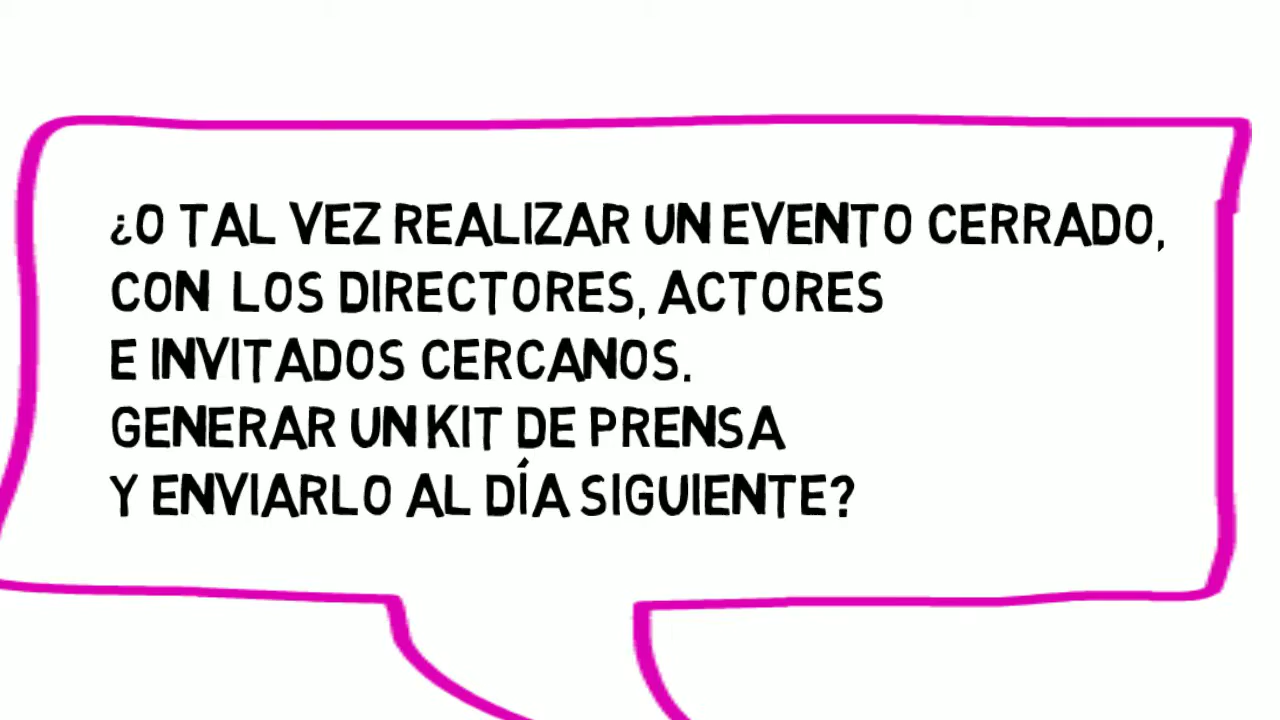 ¿O TAL VEZ REALIZAR UN EVENTO CERRADO,
CON LOS DIRECTORES, ACTORES
E INVITADOS CERCANOS.
GENERAR UN KIT DE PRENSA
Y ENVIARLO AL DÍA SIGUIENTE?